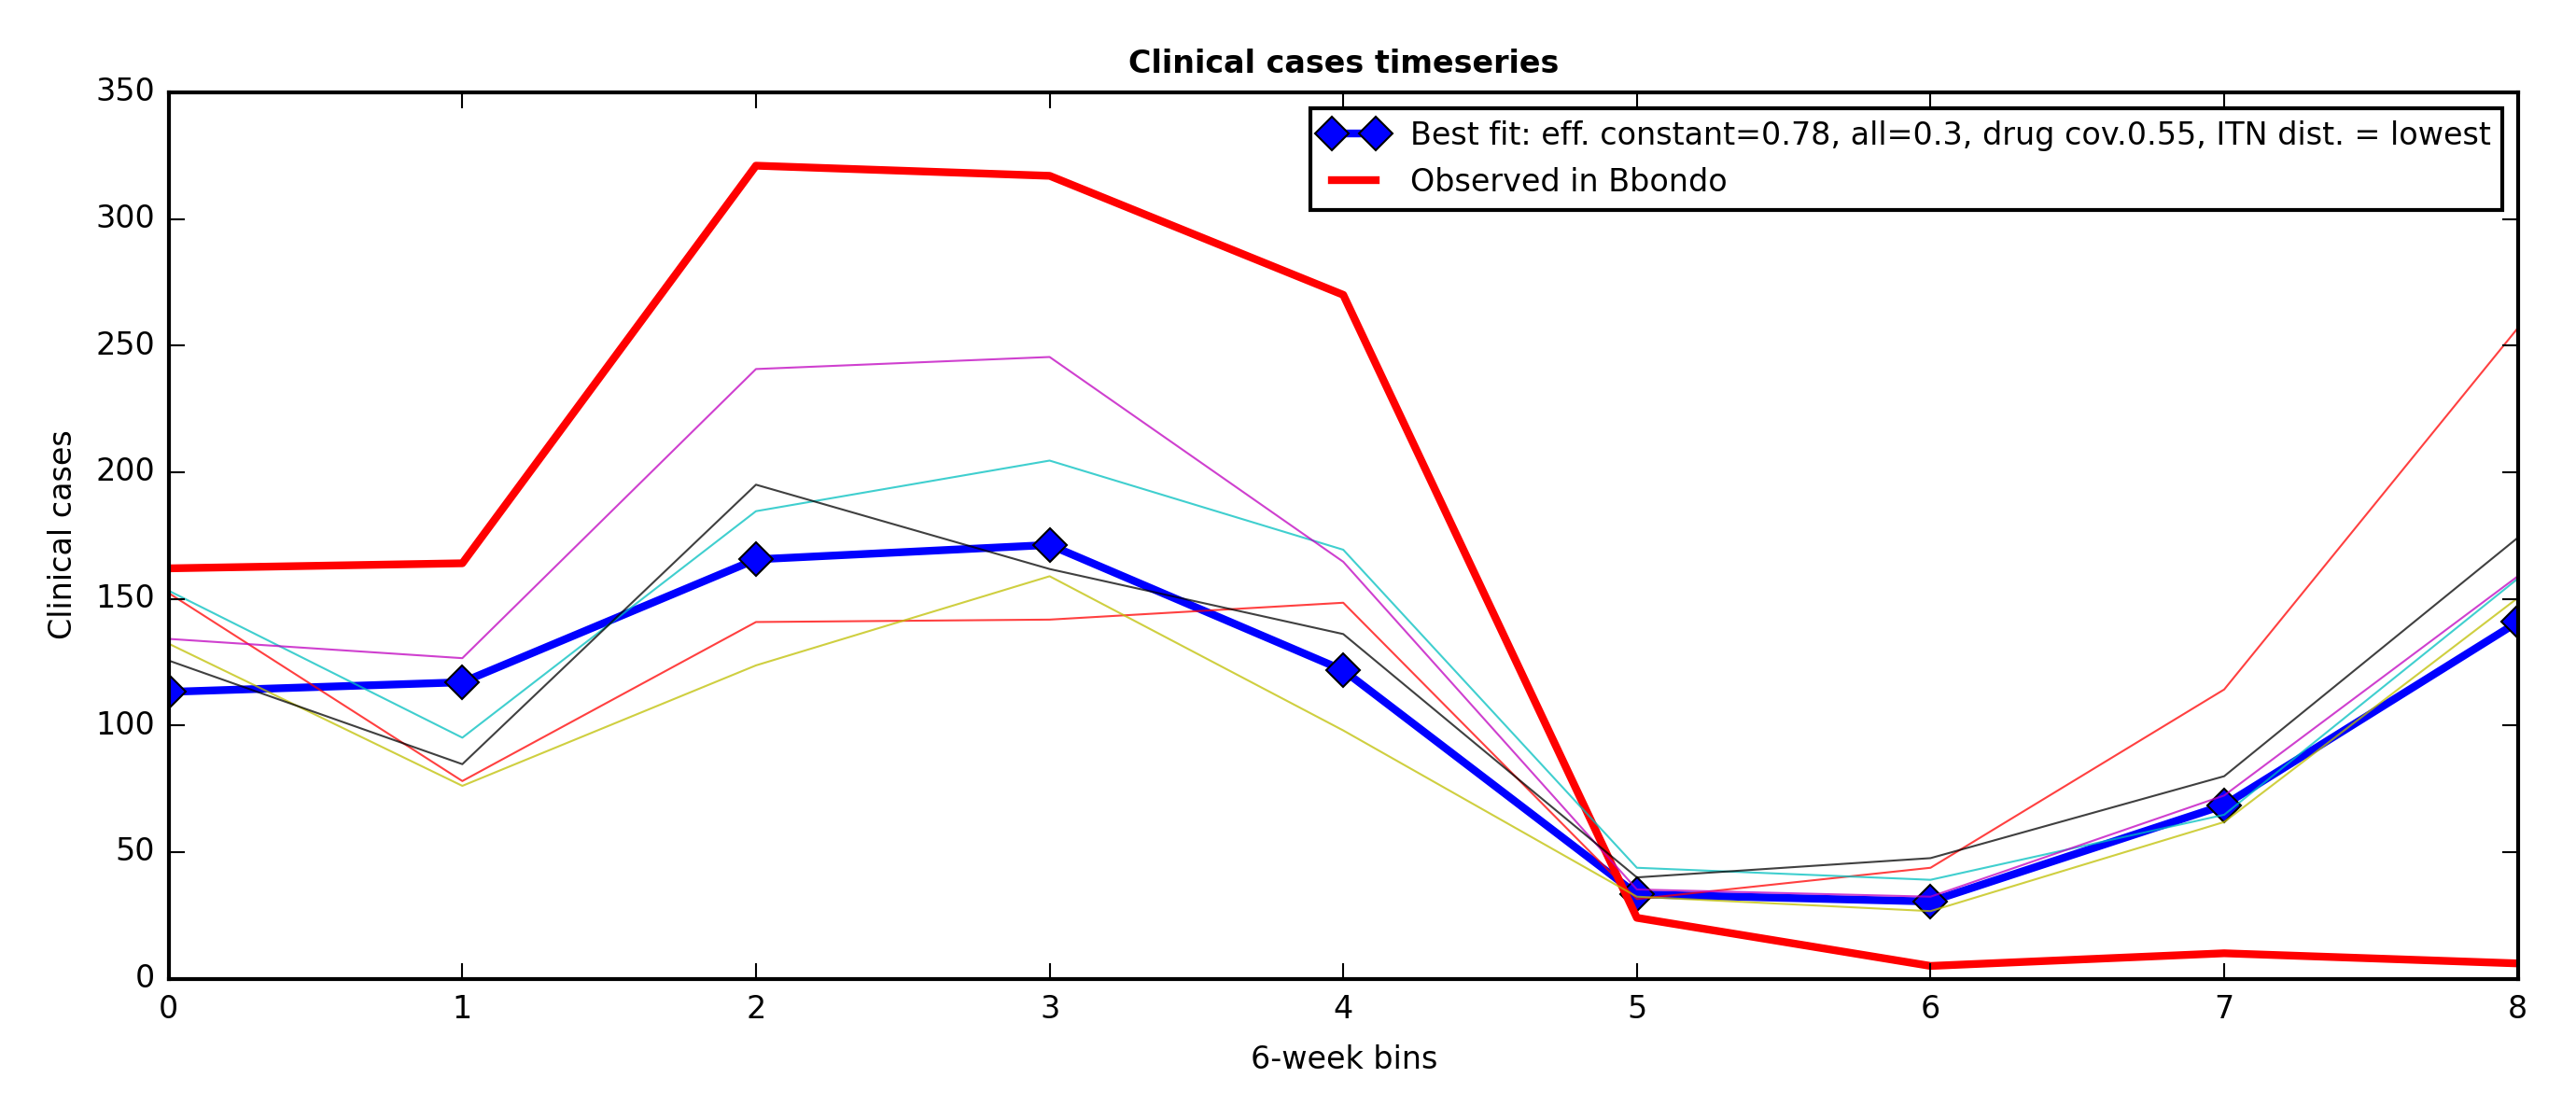 Clinical cases timeseries
350
300
250
200
150
100
50
0
Clinical cases
Best fit: eff. constant=0.78, all=0.3, drug cov.0.55, ITN dist. = lowest
Observed in Bbondo
0 1 2 3 4 5 6 7 8
6-week bins